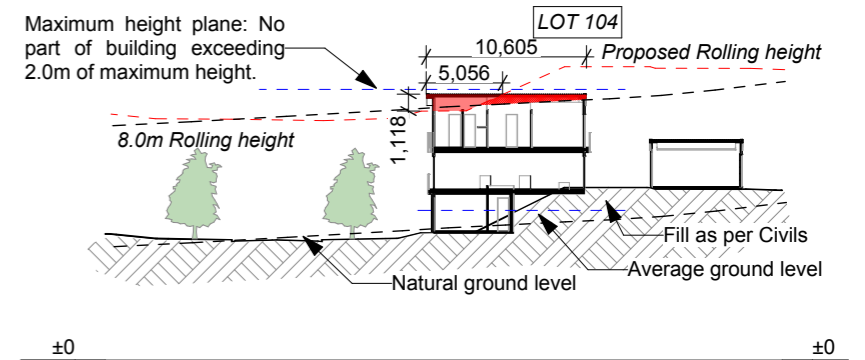 Maximum height plane: No
part of building exceeding
2.0m of maximum height.
LOT 104
10,605
Proposed Rolling height
5,056
1,118
8.0m Rolling height
Fill as per Civils
Average ground level
Natural ground level
±0
±0